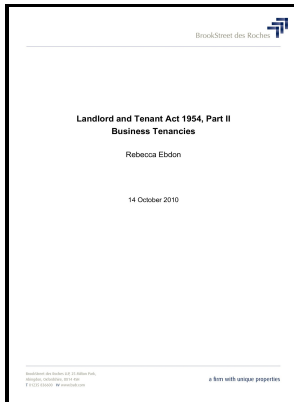 BrookStreet des Roches
Landlord and Tenant Act 1954, Part II
Business Tenancies
Rebecca Ebdon
14 October 2010
a firm with unique properties